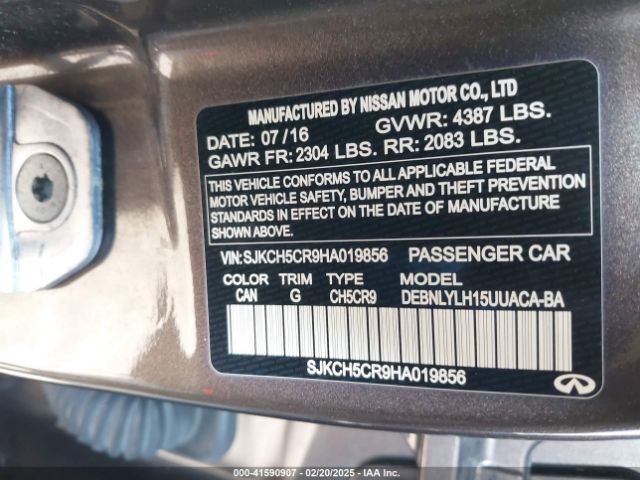 MANUFACTURED BY NISSAN MOTOR CO., LTD
DATE: 07/16 GVWR: 4387 LBS.
GAWR FR: 2304 LBS. RR: 2083 LBS.
THIS VEHICLE CONFORMS TO ALL APPLICABLE FEDERAL
MOTOR VEHICLE SAFETY, BUMPER AND THEFT PREVENTION
STANDARDS IN EFFECT ON THE DATE OF MANUFACTURE
SHOWN ABOVE.
VIN:SJKCH5CR9HA019856 PASSENGER CAR
COLOR TRIM TYPE MODEL
CAN G CH5CR9 DEBNLYLH15UUACA-BA
SJKCH5CR9HA019856
000-41590907 - 02/20/2025 - IAA Inc.